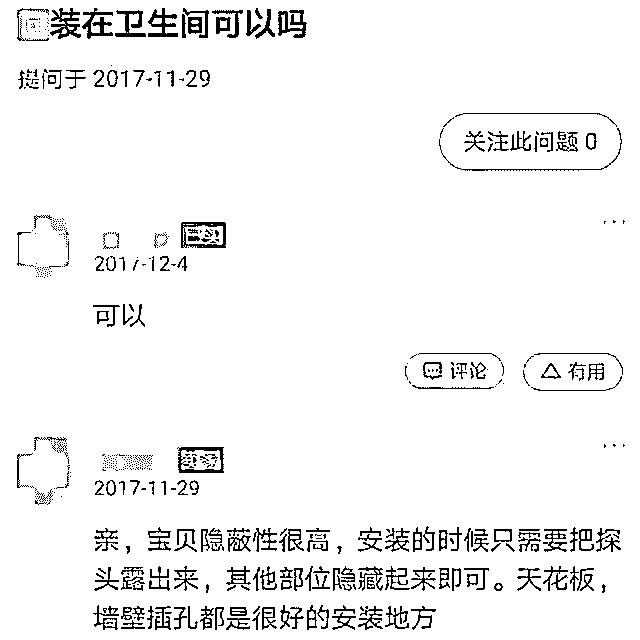 装在卫生间可以吗
提问于 2017-11-29
关注此问题 0
2017-12-4
可以
评论
有用
2017-11-29
亲，宝贝隐蔽性很高，安装的时候只需要把探
头露出来，其他部位隐藏起来即可。天花板，
墙壁插孔都是很好的安装地方